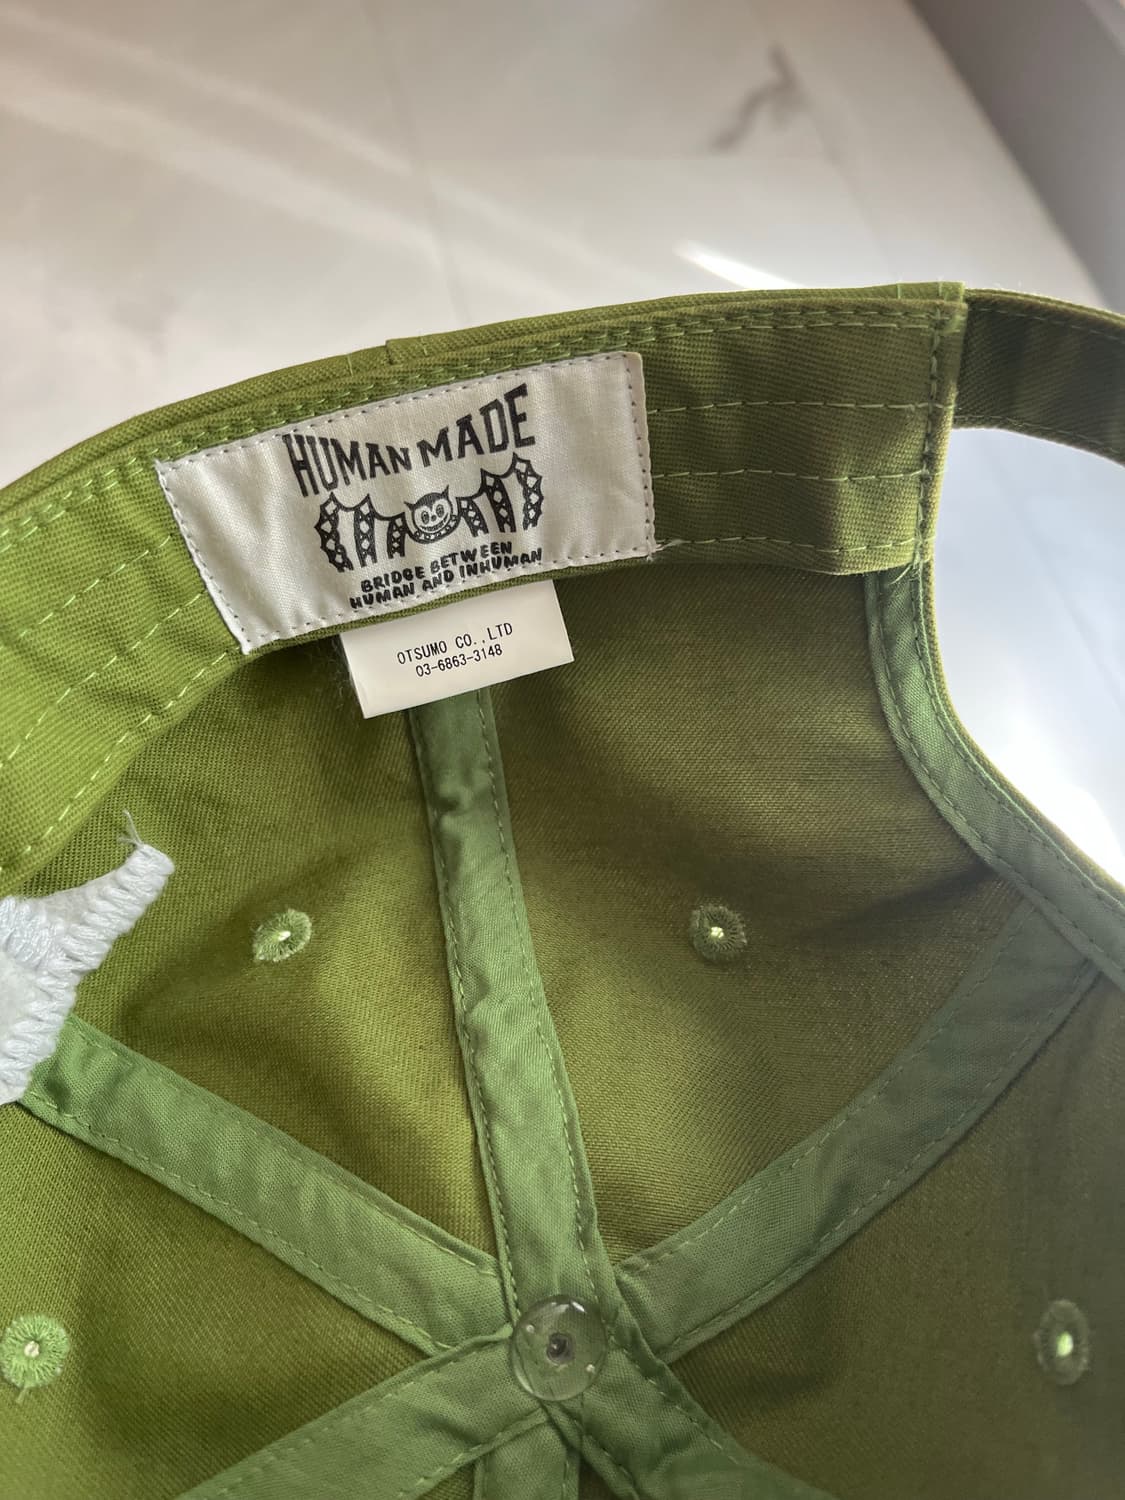 HUMAN MADE
BRIDGE BETWEEN
HUMAN AND INHUMAN
OTSUMO CO.,LTD
03-6863-3148